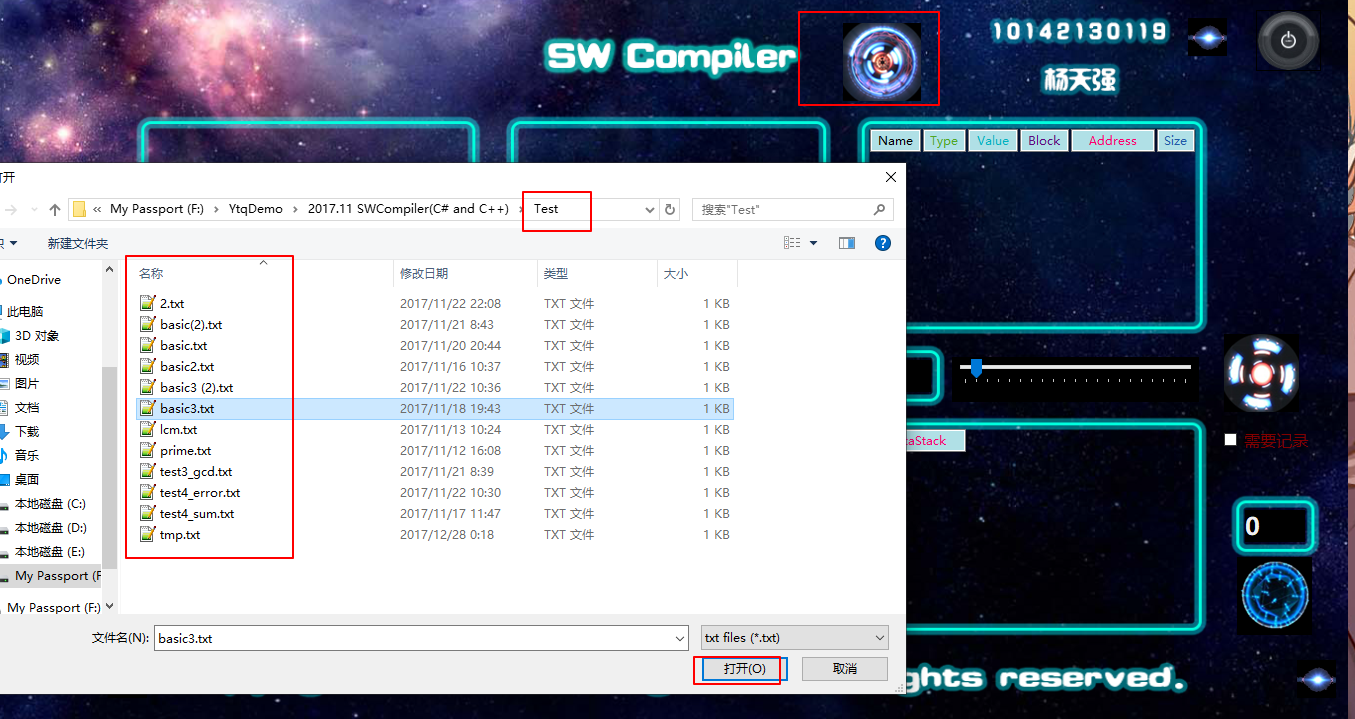 SW Compiler
10142130119
杨天强
Name Type Value Block Address Size
打开
« My Passport (F:) › YtqDemo › 2017.11 SWCompiler(C# and C++) › Test
搜索"Test"
新建文件夹
OneDrive
此电脑
3D 对象
视频
图片
文档
下载
音乐
桌面
本地磁盘 (C:)
本地磁盘 (D:)
本地磁盘 (E:)
My Passport (F
My Passport (F:)
名称 修改日期 类型 大小
2.txt 2017/11/22 22:08 TXT 文件 1 KB
basic(2).txt 2017/11/21 8:43 TXT 文件 1 KB
basic.txt 2017/11/20 20:44 TXT 文件 1 KB
basic2.txt 2017/11/16 10:37 TXT 文件 1 KB
basic3 (2).txt 2017/11/22 10:36 TXT 文件 1 KB
basic3.txt 2017/11/18 19:43 TXT 文件 1 KB
lcm.txt 2017/11/13 10:24 TXT 文件 1 KB
prime.txt 2017/11/12 16:08 TXT 文件 1 KB
test3_gcd.txt 2017/11/21 8:39 TXT 文件 1 KB
test4_error.txt 2017/11/22 10:30 TXT 文件 1 KB
test4_sum.txt 2017/11/17 11:47 TXT 文件 1 KB
tmp.txt 2017/12/28 0:18 TXT 文件 1 KB
文件名(N): basic3.txt txt files (*.txt)
打开(O) 取消
taStack
需要记录
0
ghts reserved.